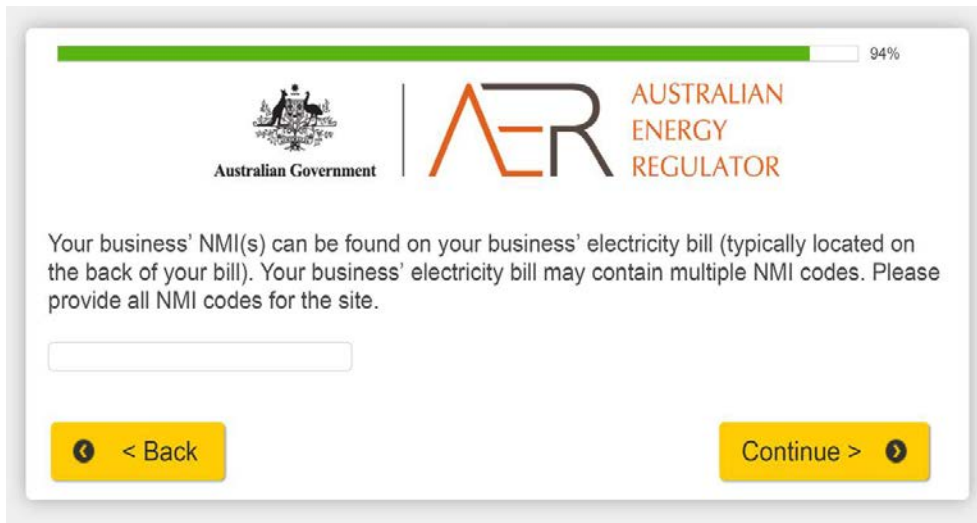 94%
Australian Government
AER
AUSTRALIAN
ENERGY
REGULATOR
Your business’ NMI(s) can be found on your business’ electricity bill (typically located on
the back of your bill). Your business’ electricity bill may contain multiple NMI codes. Please
provide all NMI codes for the site.
< Back
Continue >